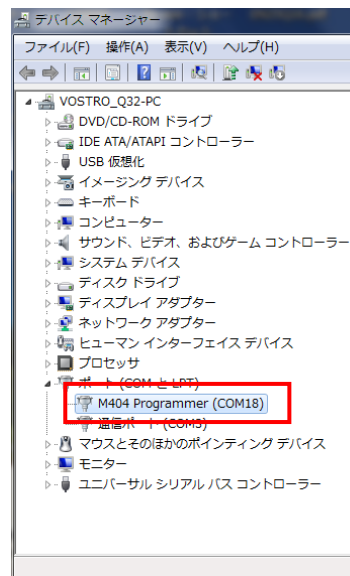 デバイス マネージャー
ファイル(F) 操作(A) 表示(V) ヘルプ(H)
VOSTRO_Q32-PC
DVD/CD-ROM ドライブ
IDE ATA/ATAPI コントローラー
USB 仮想化
イメージング デバイス
キーボード
コンピューター
サウンド、ビデオ、およびゲーム コントローラー
システム デバイス
ディスク ドライブ
ディスプレイ アダプター
ネットワーク アダプター
ヒューマン インターフェイス デバイス
プロセッサ
ポート (COM と LPT)
M404 Programmer (COM18)
通信ポート (COM3)
マウスとそのほかのポインティング デバイス
モニター
ユニバーサル シリアル バス コントローラー